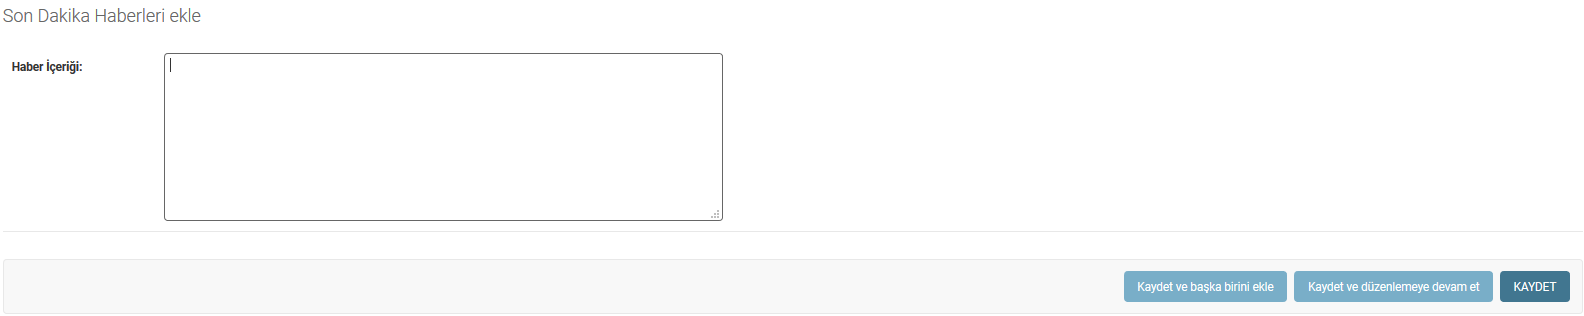 Son Dakika Haberleri ekle
Haber İçeriği:
Kaydet ve başka birini ekle
Kaydet ve düzenlemeye devam et
KAYDET